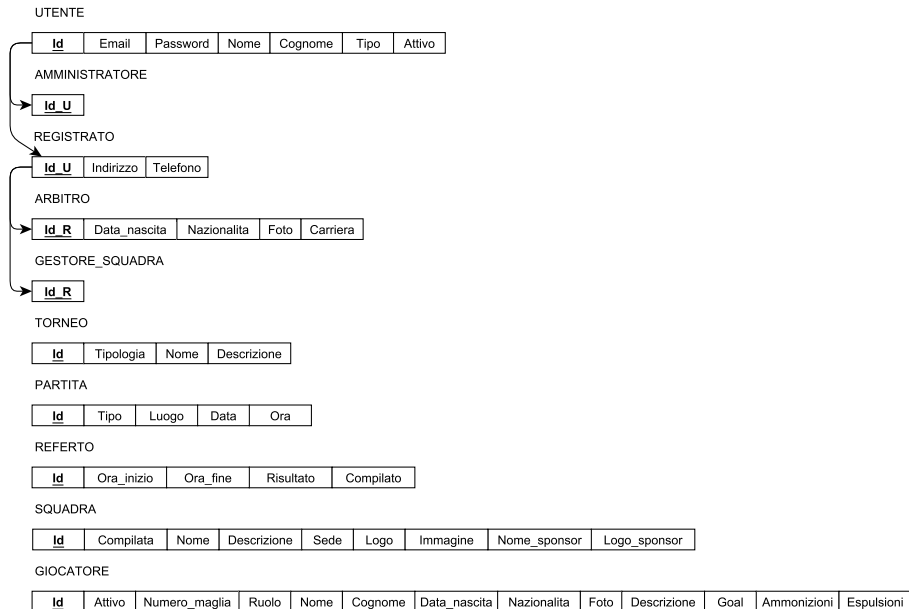 UTENTE
Id Email Password Nome Cognome Tipo Attivo
AMMINISTRATORE
Id_U
REGISTRATO
Id_U Indirizzo Telefono
ARBITRO
Id_R Data_nascita Nazionalita Foto Carriera
GESTORE_SQUADRA
Id_R
TORNEO
Id Tipologia Nome Descrizione
PARTITA
Id Tipo Luogo Data Ora
REFERTO
Id Ora_inizio Ora_fine Risultato Compilato
SQUADRA
Id Compilata Nome Descrizione Sede Logo Immagine Nome_sponsor Logo_sponsor
GIOCATORE
Id Attivo Numero_maglia Ruolo Nome Cognome Data_nascita Nazionalita Foto Descrizione Goal Ammonizioni Espulsioni